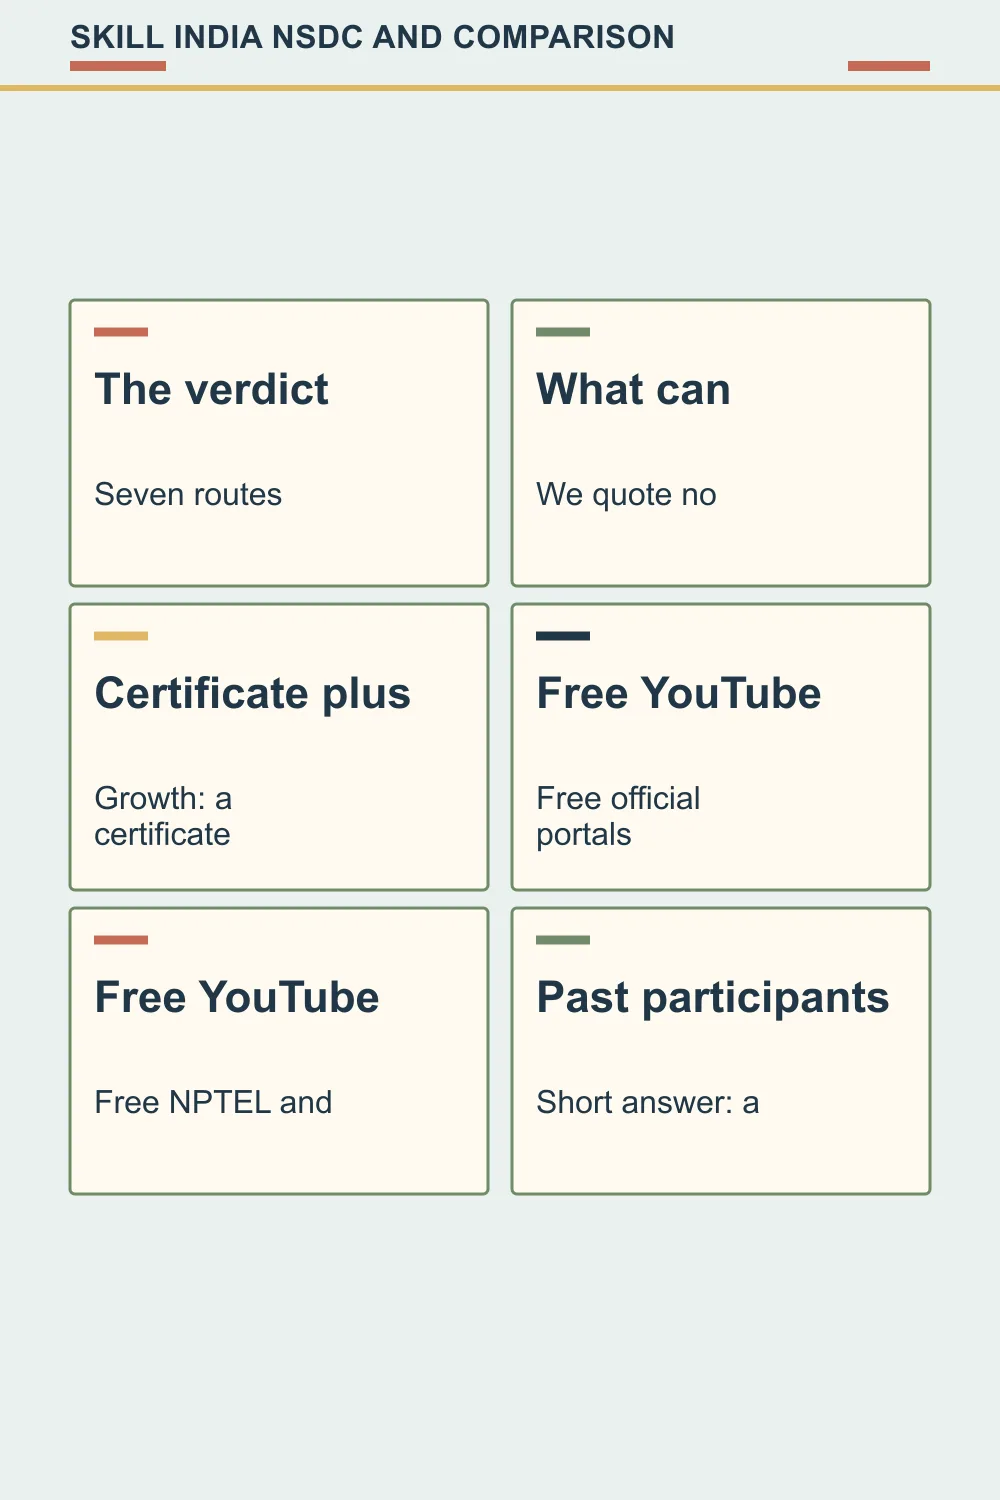 SKILL INDIA NSDC AND COMPARISON
The verdict
Seven routes
What can
We quote no
Certificate plus
Growth: a
certificate
Free YouTube
Free official
portals
Free YouTube
Free NPTEL and
Past participants
Short answer: a